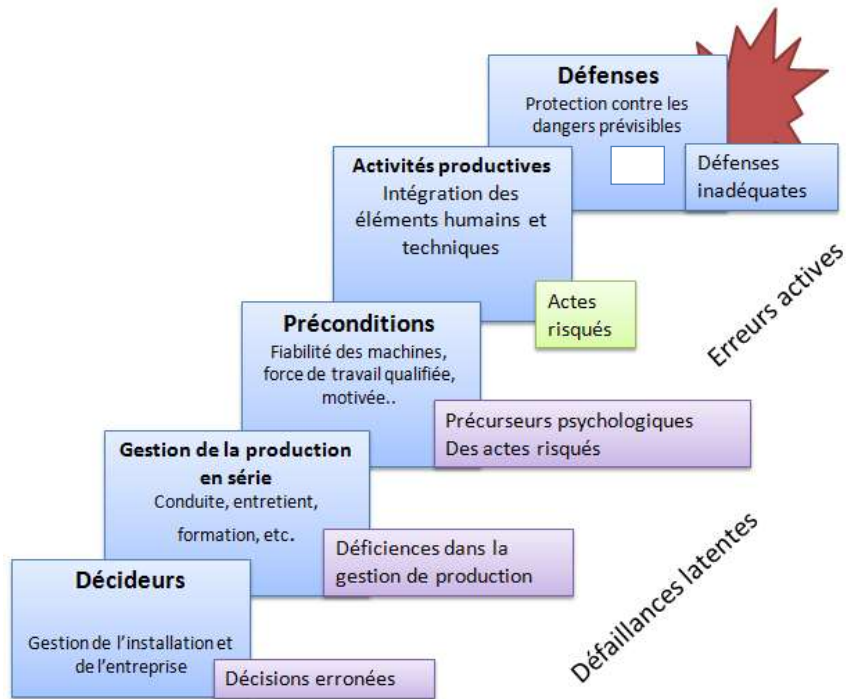 Défenses
Protection contre les
dangers prévisibles
Défenses
inadéquates
Activités productives
Intégration des
éléments humains et
techniques
Actes
risqués
Erreurs actives
Préconditions
Fiabilité des machines,
force de travail qualifiée,
motivée..
Précurseurs psychologiques
Des actes risqués
Gestion de la production
en série
Conduite, entretient,
formation, etc.
Déficiences dans la
gestion de production
Défaillances latentes
Décideurs
Gestion de l'installation et
de l'entreprise
Décisions erronées